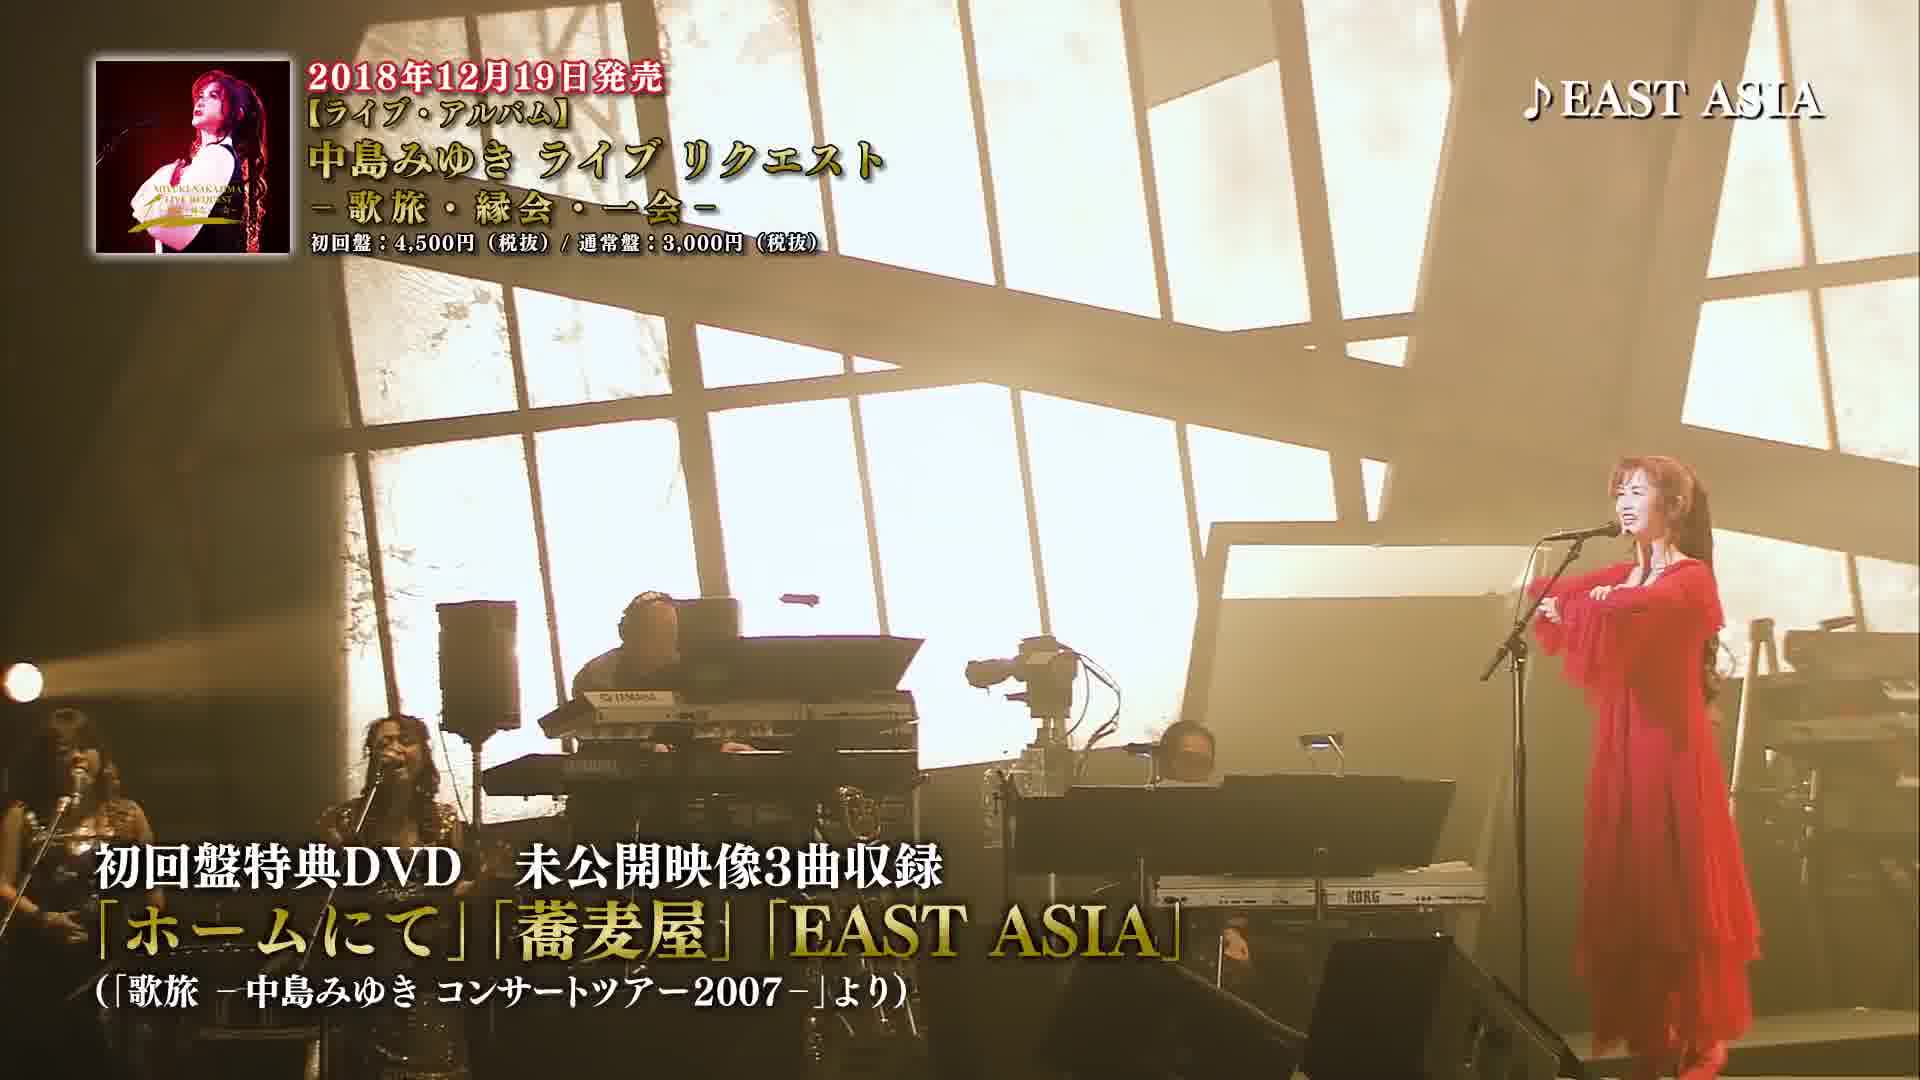 2018年12月19日発売
【ライブ・アルバム】
中島みゆき ライブ リクエスト
－歌旅・縁会・一会－
初回盤：4,500円（税抜）/ 通常盤：3,000円（税抜）
♪EAST ASIA
MIYUKI NAKAJIMA
LIVE REQUEST
YAMAHA
KORG
初回盤特典DVD　未公開映像3曲収録
「ホームにて」「蕎麦屋」「EAST ASIA」
（「歌旅 －中島みゆき コンサートツアー2007－」より）